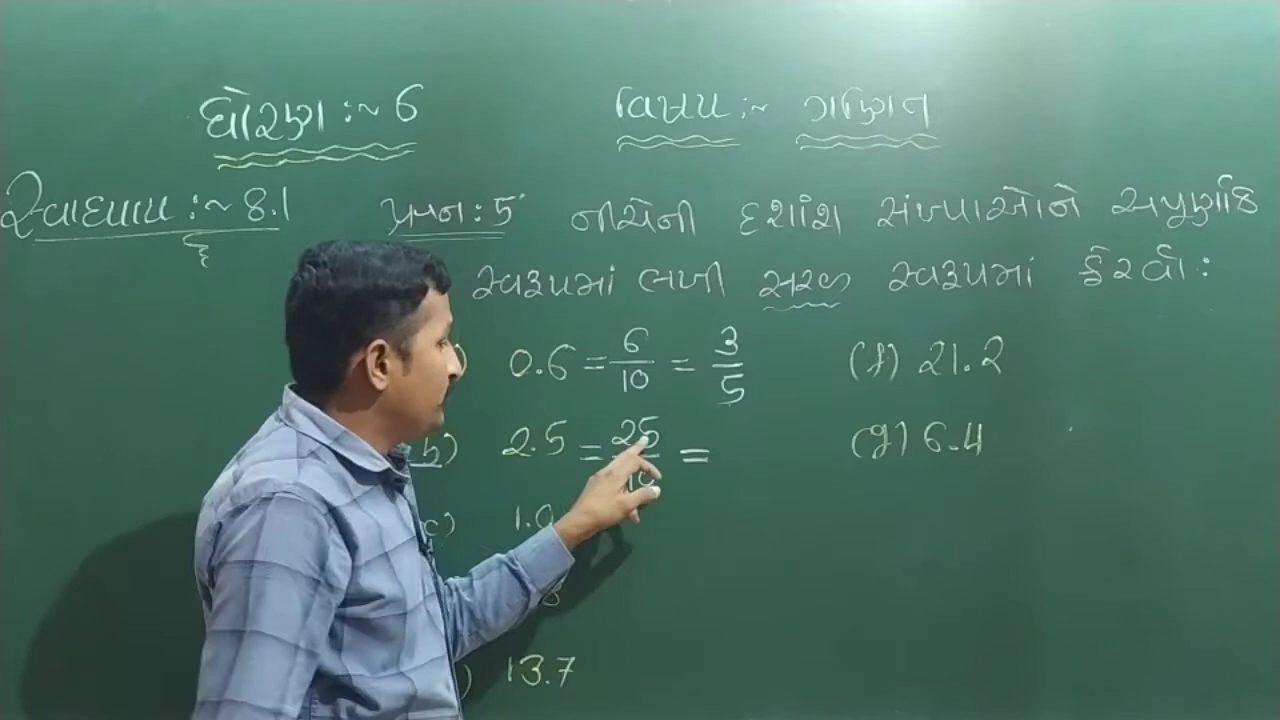 ધોરણ :~ 6
વિષય :~ ગણિત
સ્વાધ્યાય :~ 8.1
પ્રશ્ન : 5 નીચેની દશાંશ સંખ્યાઓને અપૂર્ણાંક
સ્વરૂપમાં લખી સરળ સ્વરૂપમાં ફેરવો :
) 0.6 = 6/10 = 3/5
(f) 21.2
b) 2.5 = 25/10 =
(g) 6.4
c) 1.0
8
) 13.7